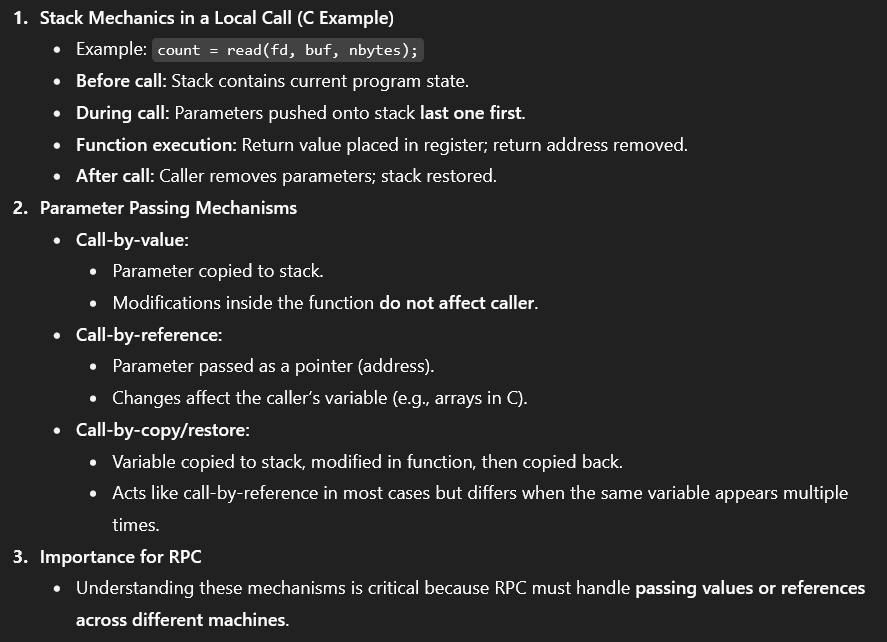 1. Stack Mechanics in a Local Call (C Example)
• Example: count = read(fd, buf, nbytes);
• Before call: Stack contains current program state.
• During call: Parameters pushed onto stack last one first.
• Function execution: Return value placed in register; return address removed.
• After call: Caller removes parameters; stack restored.
2. Parameter Passing Mechanisms
• Call-by-value:
• Parameter copied to stack.
• Modifications inside the function do not affect caller.
• Call-by-reference:
• Parameter passed as a pointer (address).
• Changes affect the caller’s variable (e.g., arrays in C).
• Call-by-copy/restore:
• Variable copied to stack, modified in function, then copied back.
• Acts like call-by-reference in most cases but differs when the same variable appears multiple
times.
3. Importance for RPC
• Understanding these mechanisms is critical because RPC must handle passing values or references
across different machines.